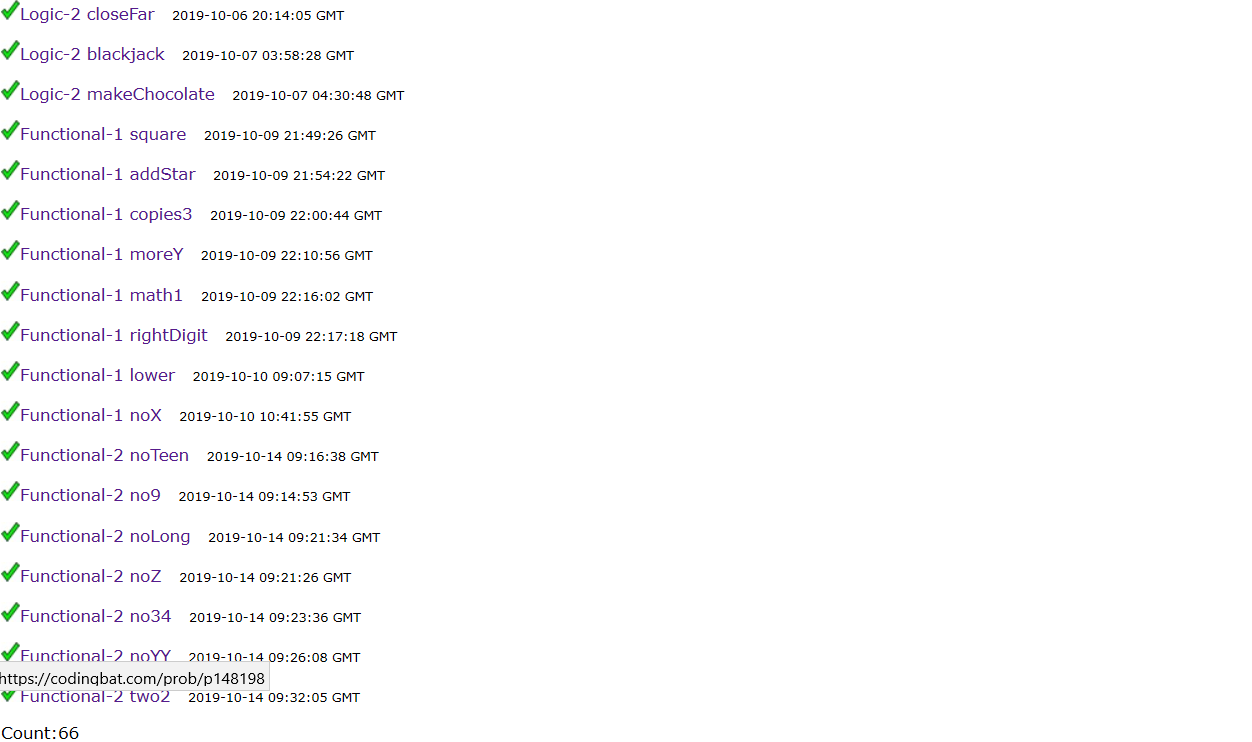 Logic-2 closeFar 2019-10-06 20:14:05 GMT
Logic-2 blackjack 2019-10-07 03:58:28 GMT
Logic-2 makeChocolate 2019-10-07 04:30:48 GMT
Functional-1 square 2019-10-09 21:49:26 GMT
Functional-1 addStar 2019-10-09 21:54:22 GMT
Functional-1 copies3 2019-10-09 22:00:44 GMT
Functional-1 moreY 2019-10-09 22:10:56 GMT
Functional-1 math1 2019-10-09 22:16:02 GMT
Functional-1 rightDigit 2019-10-09 22:17:18 GMT
Functional-1 lower 2019-10-10 09:07:15 GMT
Functional-1 noX 2019-10-10 10:41:55 GMT
Functional-2 noTeen 2019-10-14 09:16:38 GMT
Functional-2 no9 2019-10-14 09:14:53 GMT
Functional-2 noLong 2019-10-14 09:21:34 GMT
Functional-2 noZ 2019-10-14 09:21:26 GMT
Functional-2 no34 2019-10-14 09:23:36 GMT
Functional-2 noYY 2019-10-14 09:26:08 GMT
https://codingbat.com/prob/p148198
Functional-2 two2 2019-10-14 09:32:05 GMT
Count:66